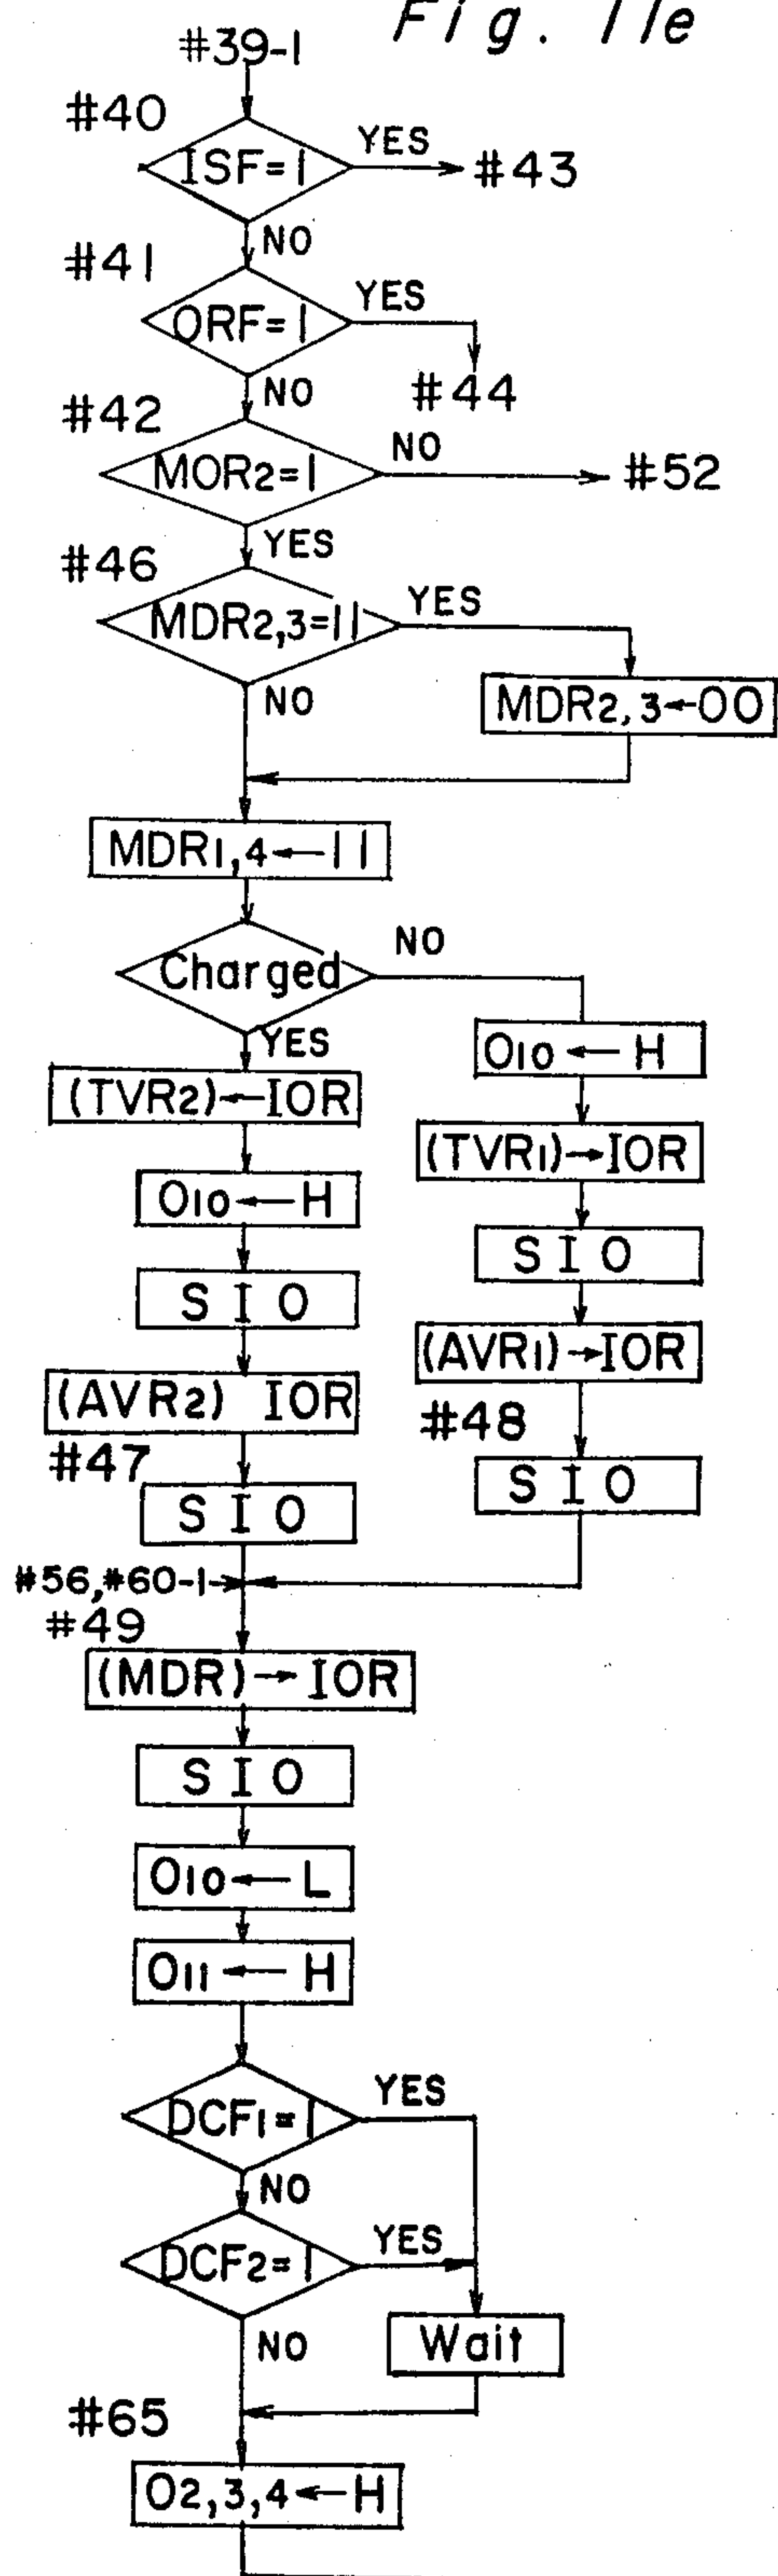 Fig. 11e
#39-1
#40
ISF=1
YES
#43
NO
#41
ORF=1
YES
#44
NO
#42
MOR2=1
NO
#52
YES
#46
MDR2,3=11
YES
NO
MDR2,3←00
MDR1,4←11
Charged
NO
YES
O10←H
(TVR2)←IOR
(TVR1)→IOR
O10←H
SIO
SIO
(AVR1)→IOR
(AVR2) IOR
#48
#47
SIO
SIO
#56,#60-1→
#49
(MDR)→IOR
SIO
O10←L
O11←H
DCF1=1
YES
NO
DCF2=1
YES
NO
Wait
#65
O2,3,4←H